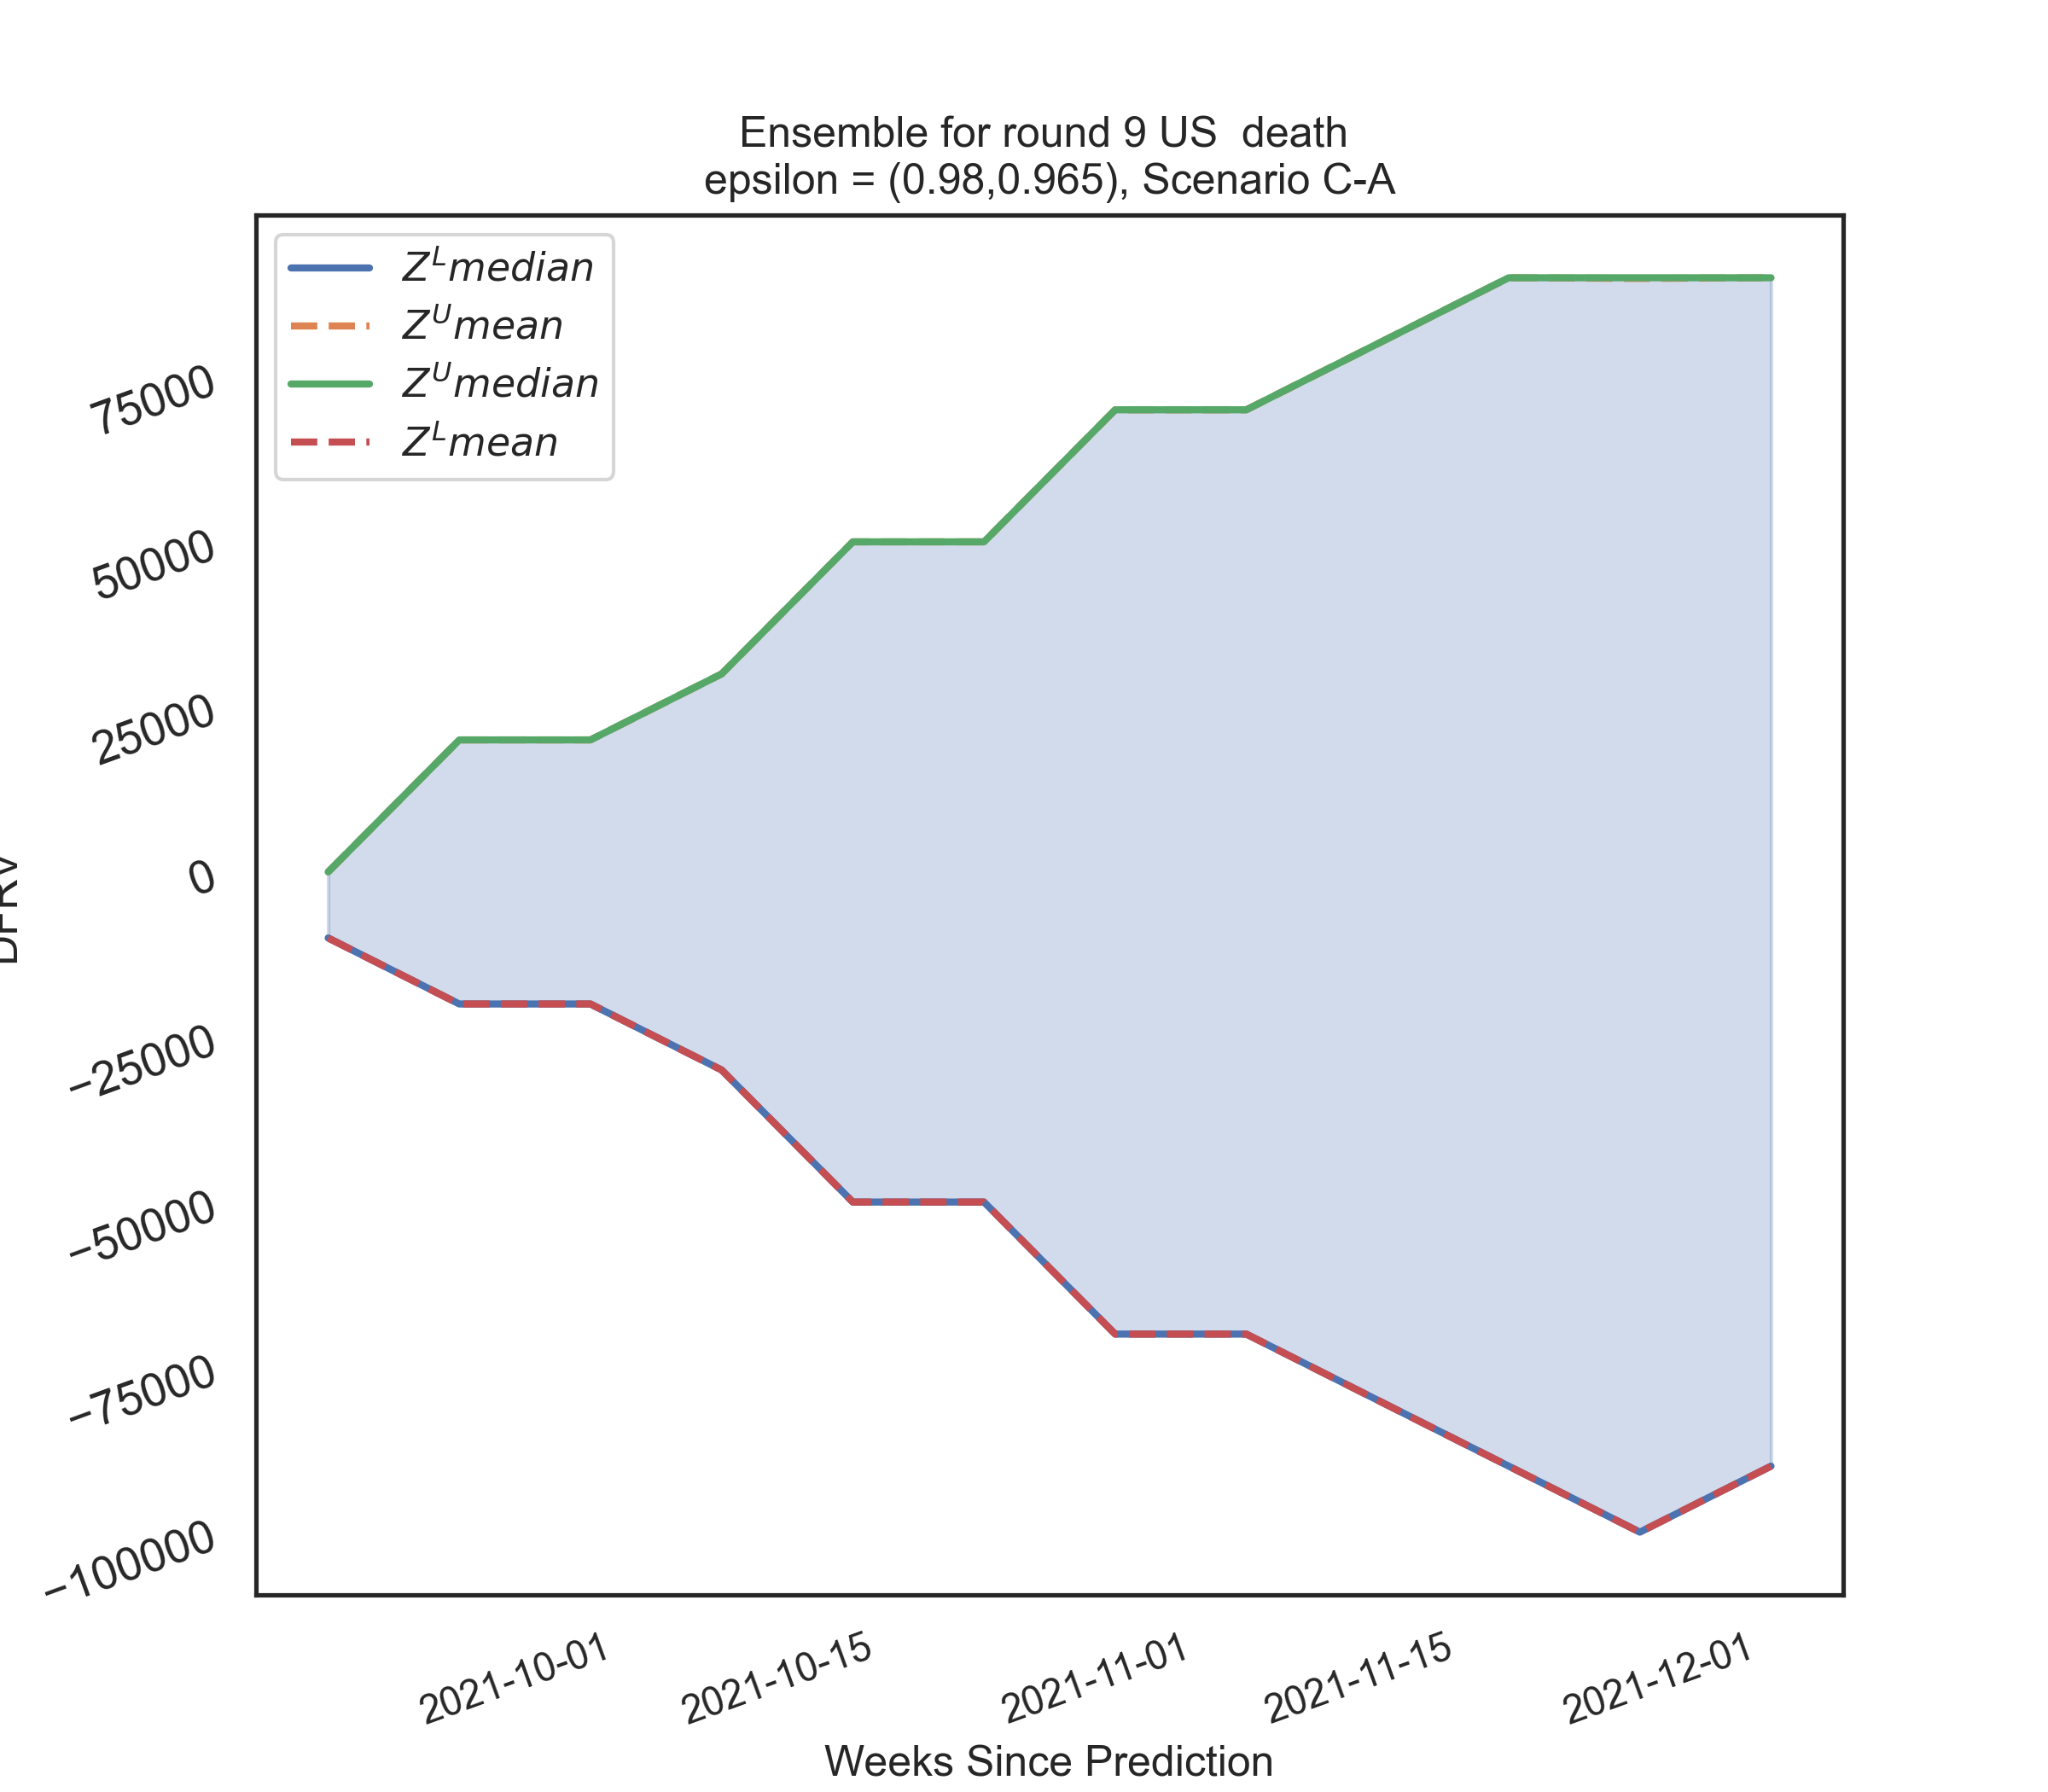 Ensemble for round 9 US  death
epsilon = (0.98,0.965), Scenario C-A
Z^L median
Z^U mean
Z^U median
Z^L mean
75000
50000
25000
0
−25000
−50000
−75000
−100000
2021-10-01
2021-10-15
2021-11-01
2021-11-15
2021-12-01
Weeks Since Prediction